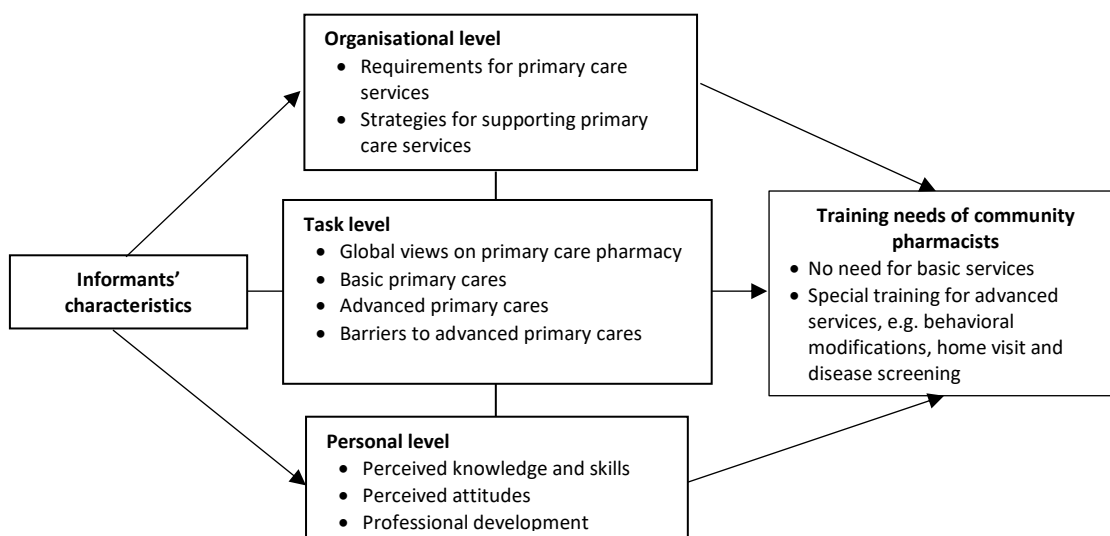 Organisational level
• Requirements for primary care
services
• Strategies for supporting primary
care services
Task level
• Global views on primary care pharmacy
• Basic primary cares
• Advanced primary cares
• Barriers to advanced primary cares
Informants’
characteristics
Training needs of community
pharmacists
• No need for basic services
• Special training for advanced
services, e.g. behavioral
modifications, home visit and
disease screening
Personal level
• Perceived knowledge and skills
• Perceived attitudes
• Professional development